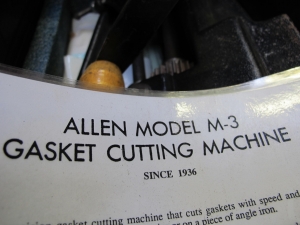 ALLEN MODEL M-3
GASKET CUTTING MACHINE
SINCE 1936
gasket cutting machine that cuts gaskets with speed and
or on a piece of angle iron.